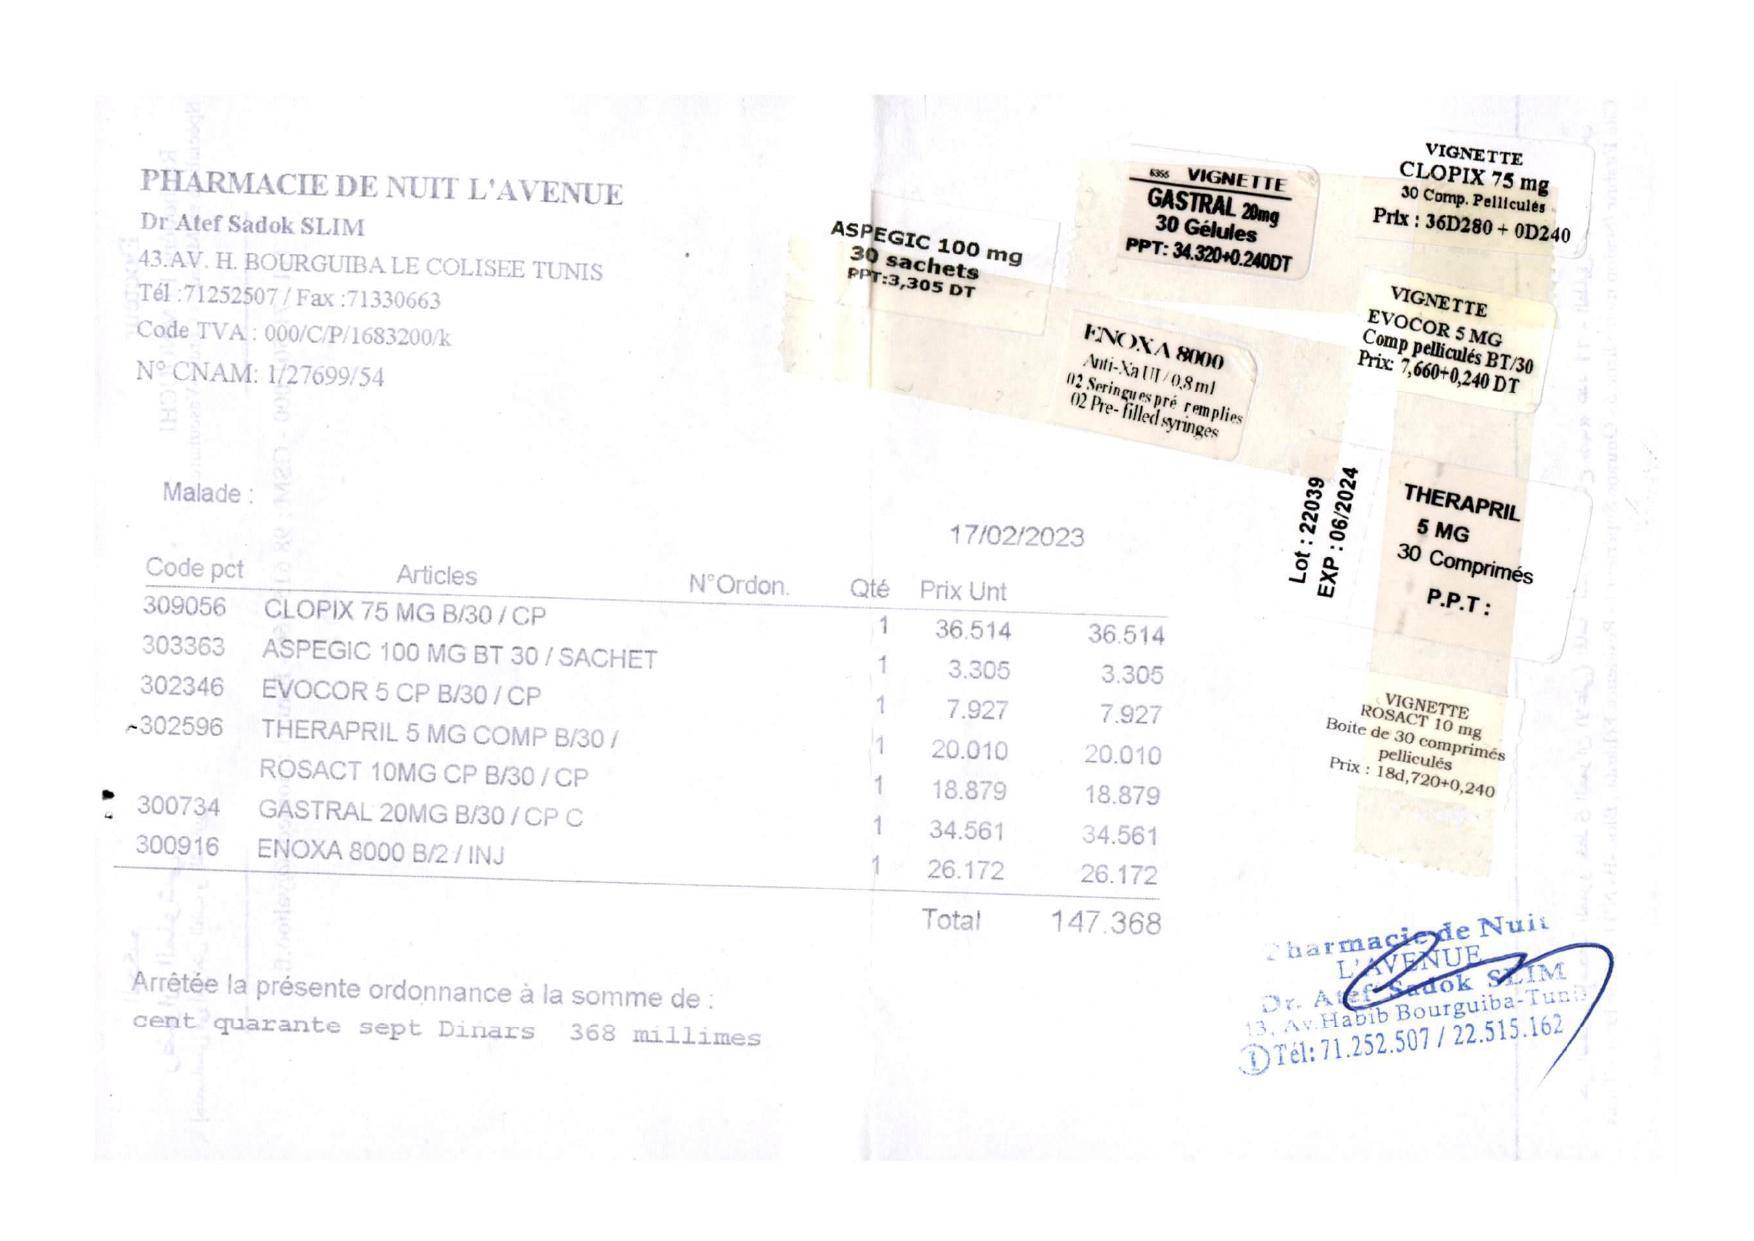 PHARMACIE DE NUIT L'AVENUE
Dr Atef Sadok SLIM
43.AV. H. BOURGUIBA LE COLISEE TUNIS
Tél :71252507 / Fax :71330663
Code TVA : 000/C/P/1683200/k
N° CNAM: 1/27699/54
ASPEGIC 100 mg
30 sachets
PPT:3,305 DT
6355 VIGNETTE
GASTRAL 20mg
30 Gélules
PPT: 34.320+0.240DT
VIGNETTE
CLOPIX 75 mg
30 Comp. Pelliculés
Prix : 36D280 + 0D240
ENOXA 8000
Anti-Xa UI / 0,8 ml
02 Seringues pré remplies
02 Pre- filled syringes
VIGNETTE
EVOCOR 5 MG
Comp pelliculés BT/30
Prix: 7,660+0,240 DT
Lot : 22039
EXP : 06/2024
THERAPRIL
5 MG
30 Comprimés
P.P.T :
VIGNETTE
ROSACT 10 mg
Boite de 30 comprimés
pelliculés
Prix : 18d,720+0,240
Malade :
17/02/2023
Code pct Articles N°Ordon. Qté Prix Unt
309056 CLOPIX 75 MG B/30 / CP 1 36.514 36.514
303363 ASPEGIC 100 MG BT 30 / SACHET 1 3.305 3.305
302346 EVOCOR 5 CP B/30 / CP 1 7.927 7.927
302596 THERAPRIL 5 MG COMP B/30 / 1 20.010 20.010
ROSACT 10MG CP B/30 / CP 1 18.879 18.879
300734 GASTRAL 20MG B/30 / CP C 1 34.561 34.561
300916 ENOXA 8000 B/2 / INJ 1 26.172 26.172
Total 147.368
Arrêtée la présente ordonnance à la somme de :
cent quarante sept Dinars 368 millimes
Pharmacie de Nuit
L'AVENUE
Dr. Atef Sadok SLIM
13, Av.Habib Bourguiba-Tunis
Tél: 71.252.507 / 22.515.162